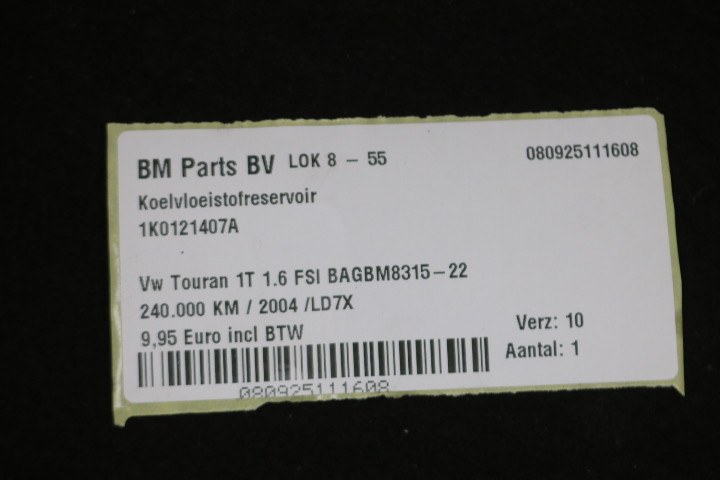 BM Parts BV LOK 8 - 55 080925111608
Koelvloeistofreservoir
1K0121407A
Vw Touran 1T 1.6 FSI BAGBM8315-22
240.000 KM / 2004 /LD7X
9,95 Euro incl BTW
Verz: 10
Aantal: 1
080925111608